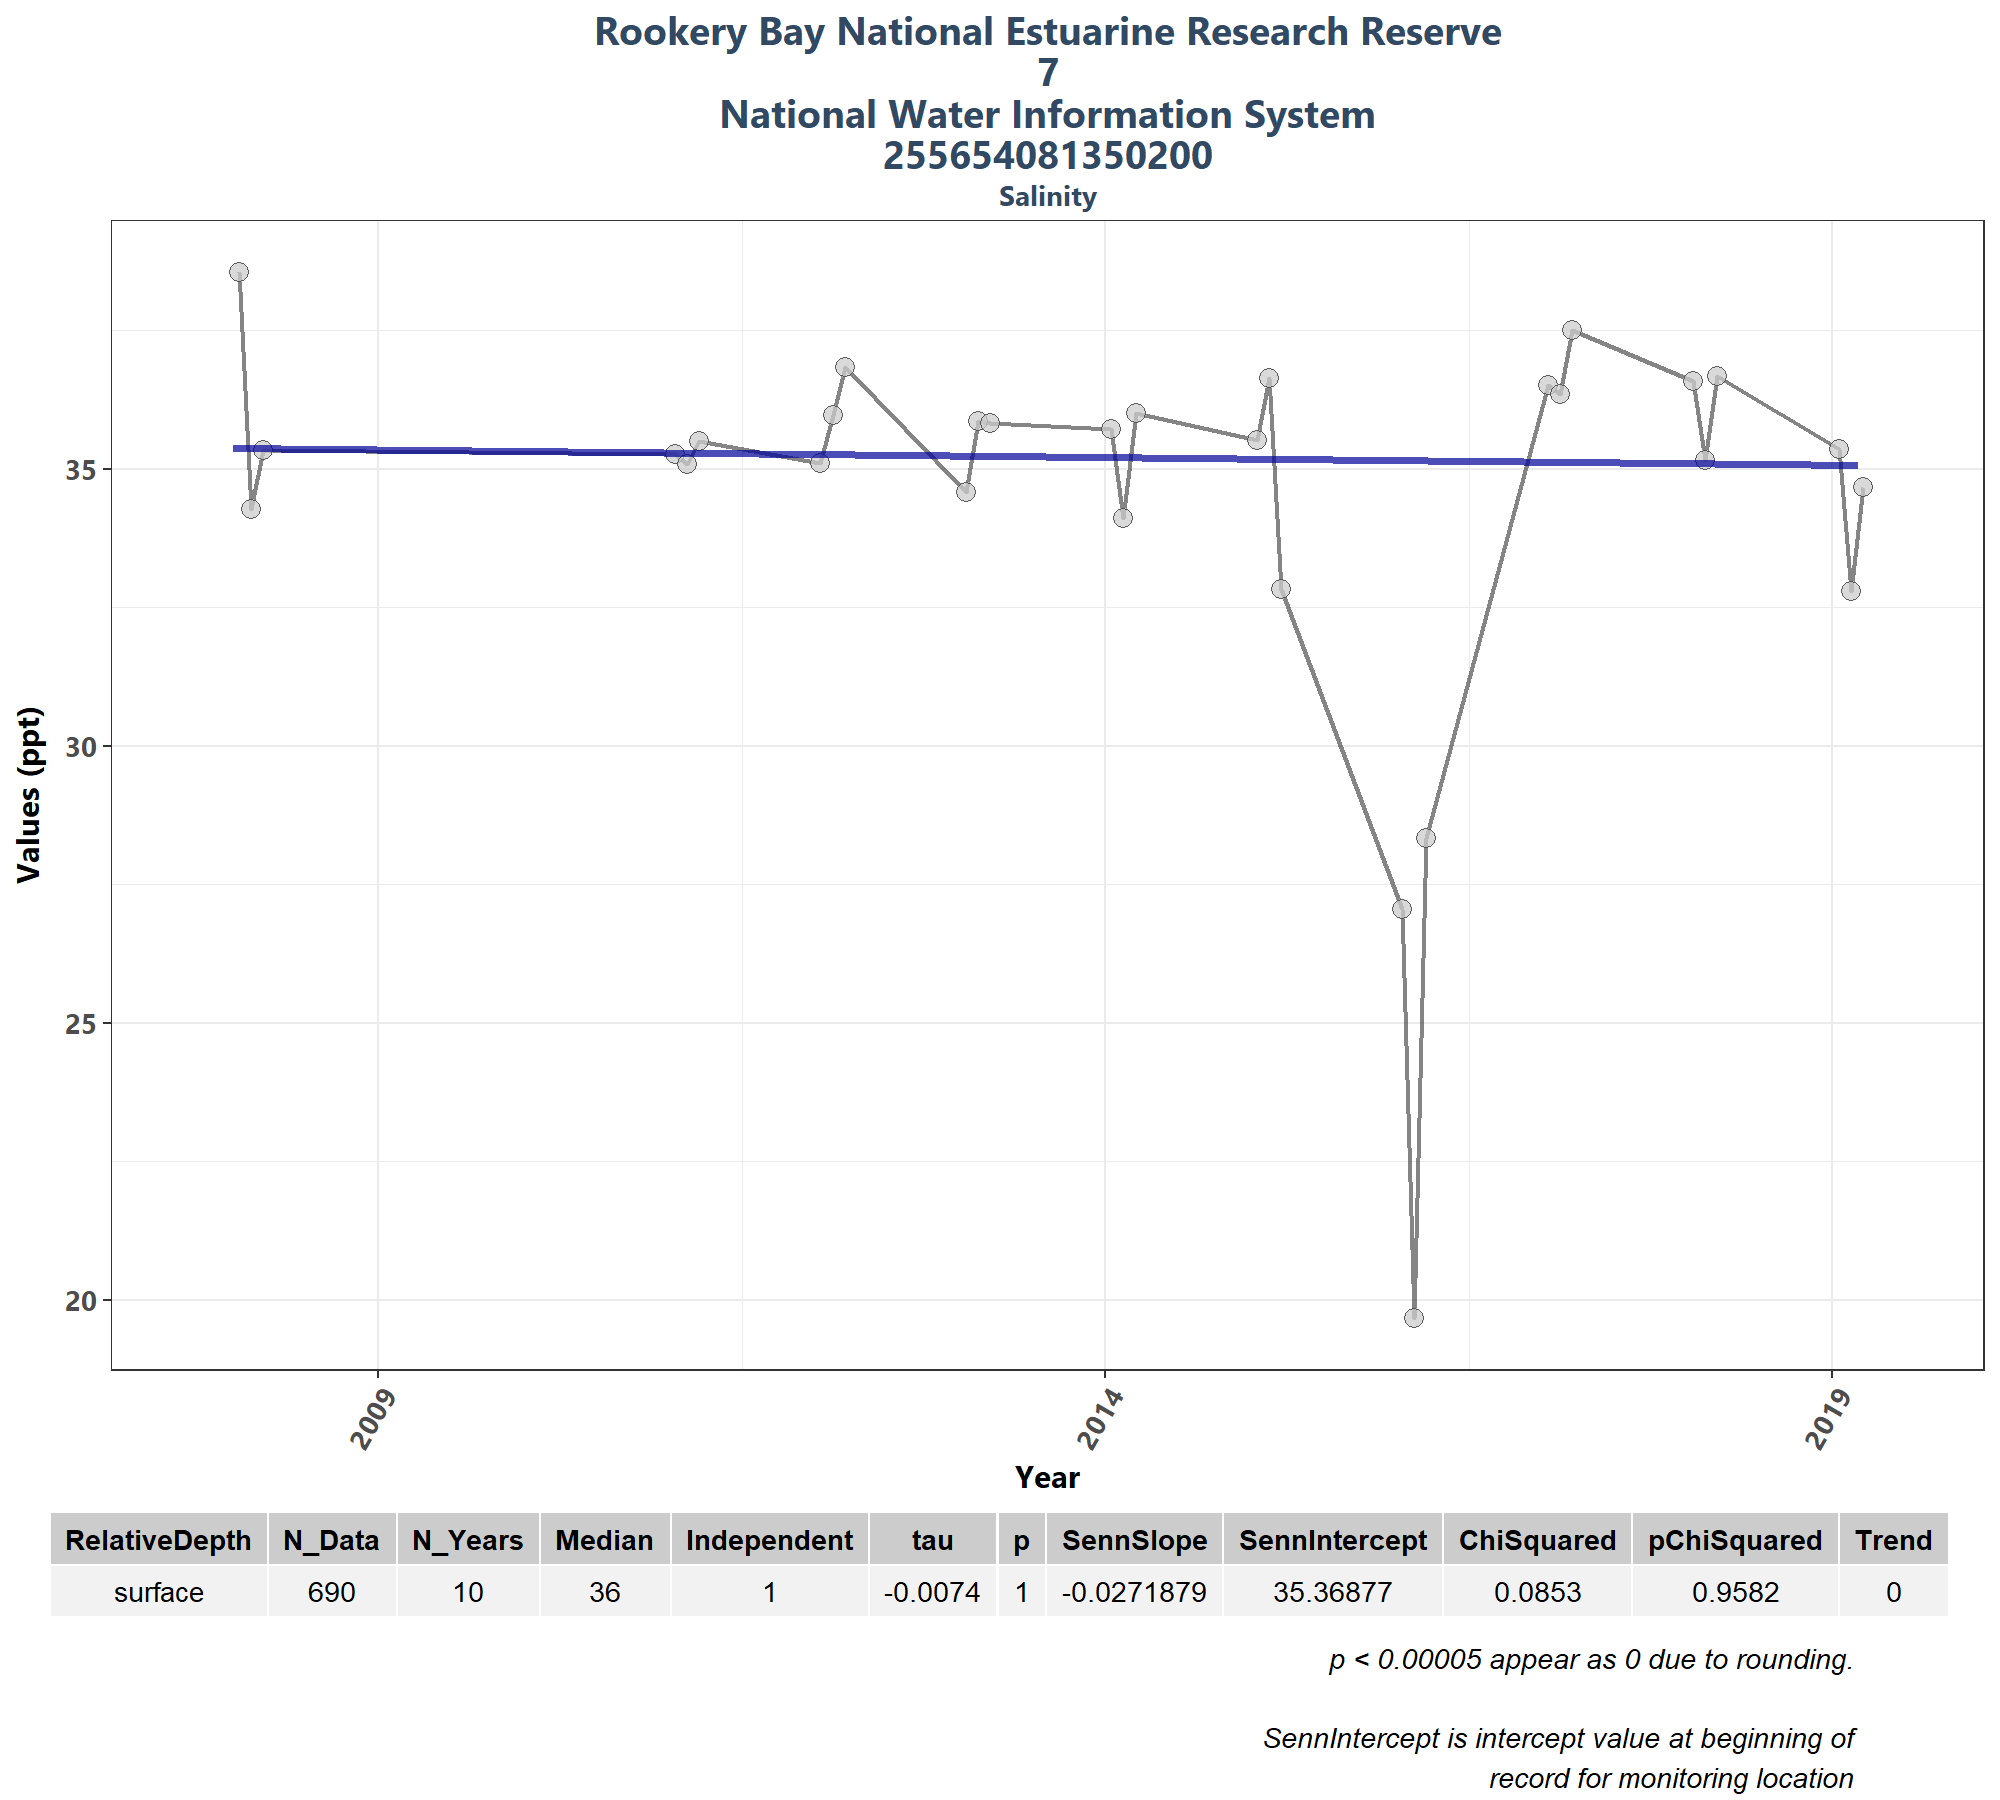 Rookery Bay National Estuarine Research Reserve
7
National Water Information System
255654081350200
Salinity
Values (ppt)
35
30
25
20
2009
2014
2019
Year
RelativeDepth N_Data N_Years Median Independent tau p SennSlope SennIntercept ChiSquared pChiSquared Trend
surface 690 10 36 1 -0.0074 1 -0.0271879 35.36877 0.0853 0.9582 0
p < 0.00005 appear as 0 due to rounding.
SennIntercept is intercept value at beginning of
record for monitoring location